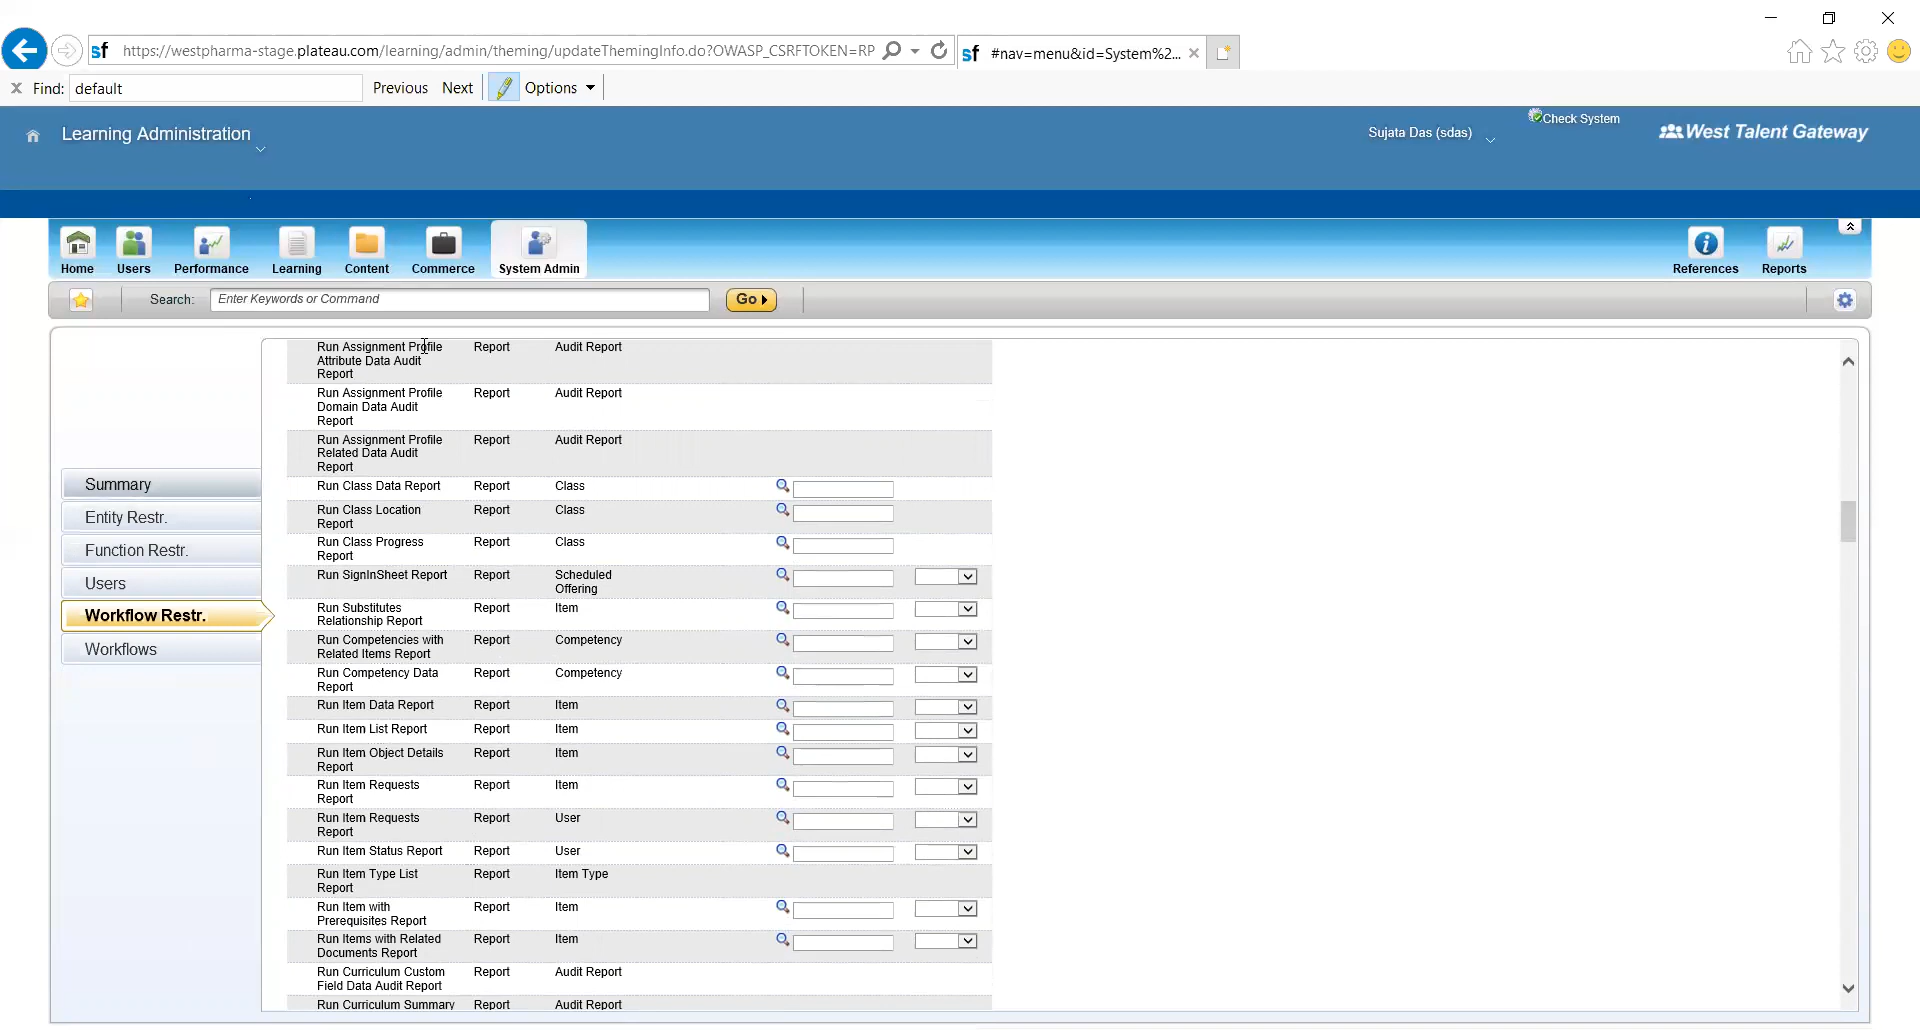 https://westpharma-stage.plateau.com/learning/admin/theming/updateThemingInfo.do?OWASP_CSRFTOKEN=RP
#nav=menu&id=System%2...
Find: default Previous Next Options
Learning Administration
Sujata Das (sdas)
Check System
West Talent Gateway
Home Users Performance Learning Content Commerce System Admin References Reports
Search: Enter Keywords or Command Go
Summary
Entity Restr.
Function Restr.
Users
Workflow Restr.
Workflows
Run Assignment Profile Report Audit Report
Attribute Data Audit
Report
Run Assignment Profile Report Audit Report
Domain Data Audit
Report
Run Assignment Profile Report Audit Report
Related Data Audit
Report
Run Class Data Report Report Class
Run Class Location Report Class
Report
Run Class Progress Report Class
Report
Run SignInSheet Report Report Scheduled
Offering
Run Substitutes Report Item
Relationship Report
Run Competencies with Report Competency
Related Items Report
Run Competency Data Report Competency
Report
Run Item Data Report Report Item
Run Item List Report Report Item
Run Item Object Details Report Item
Report
Run Item Requests Report Item
Report
Run Item Requests Report User
Report
Run Item Status Report Report User
Run Item Type List Report Item Type
Report
Run Item with Report Item
Prerequisites Report
Run Items with Related Report Item
Documents Report
Run Curriculum Custom Report Audit Report
Field Data Audit Report
Run Curriculum Summary Report Audit Report